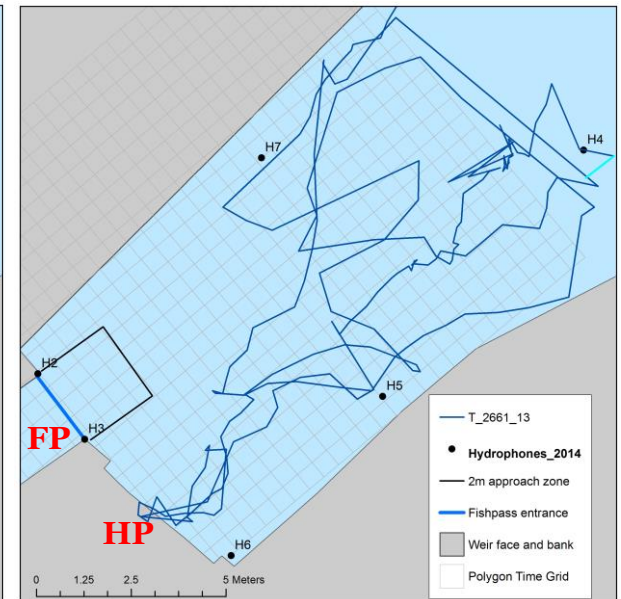 H4
H7
H2
H3
FP
H5
HP
H6
T_2661_13
Hydrophones_2014
2m approach zone
Fishpass entrance
Weir face and bank
Polygon Time Grid
0 1.25 2.5 5 Meters